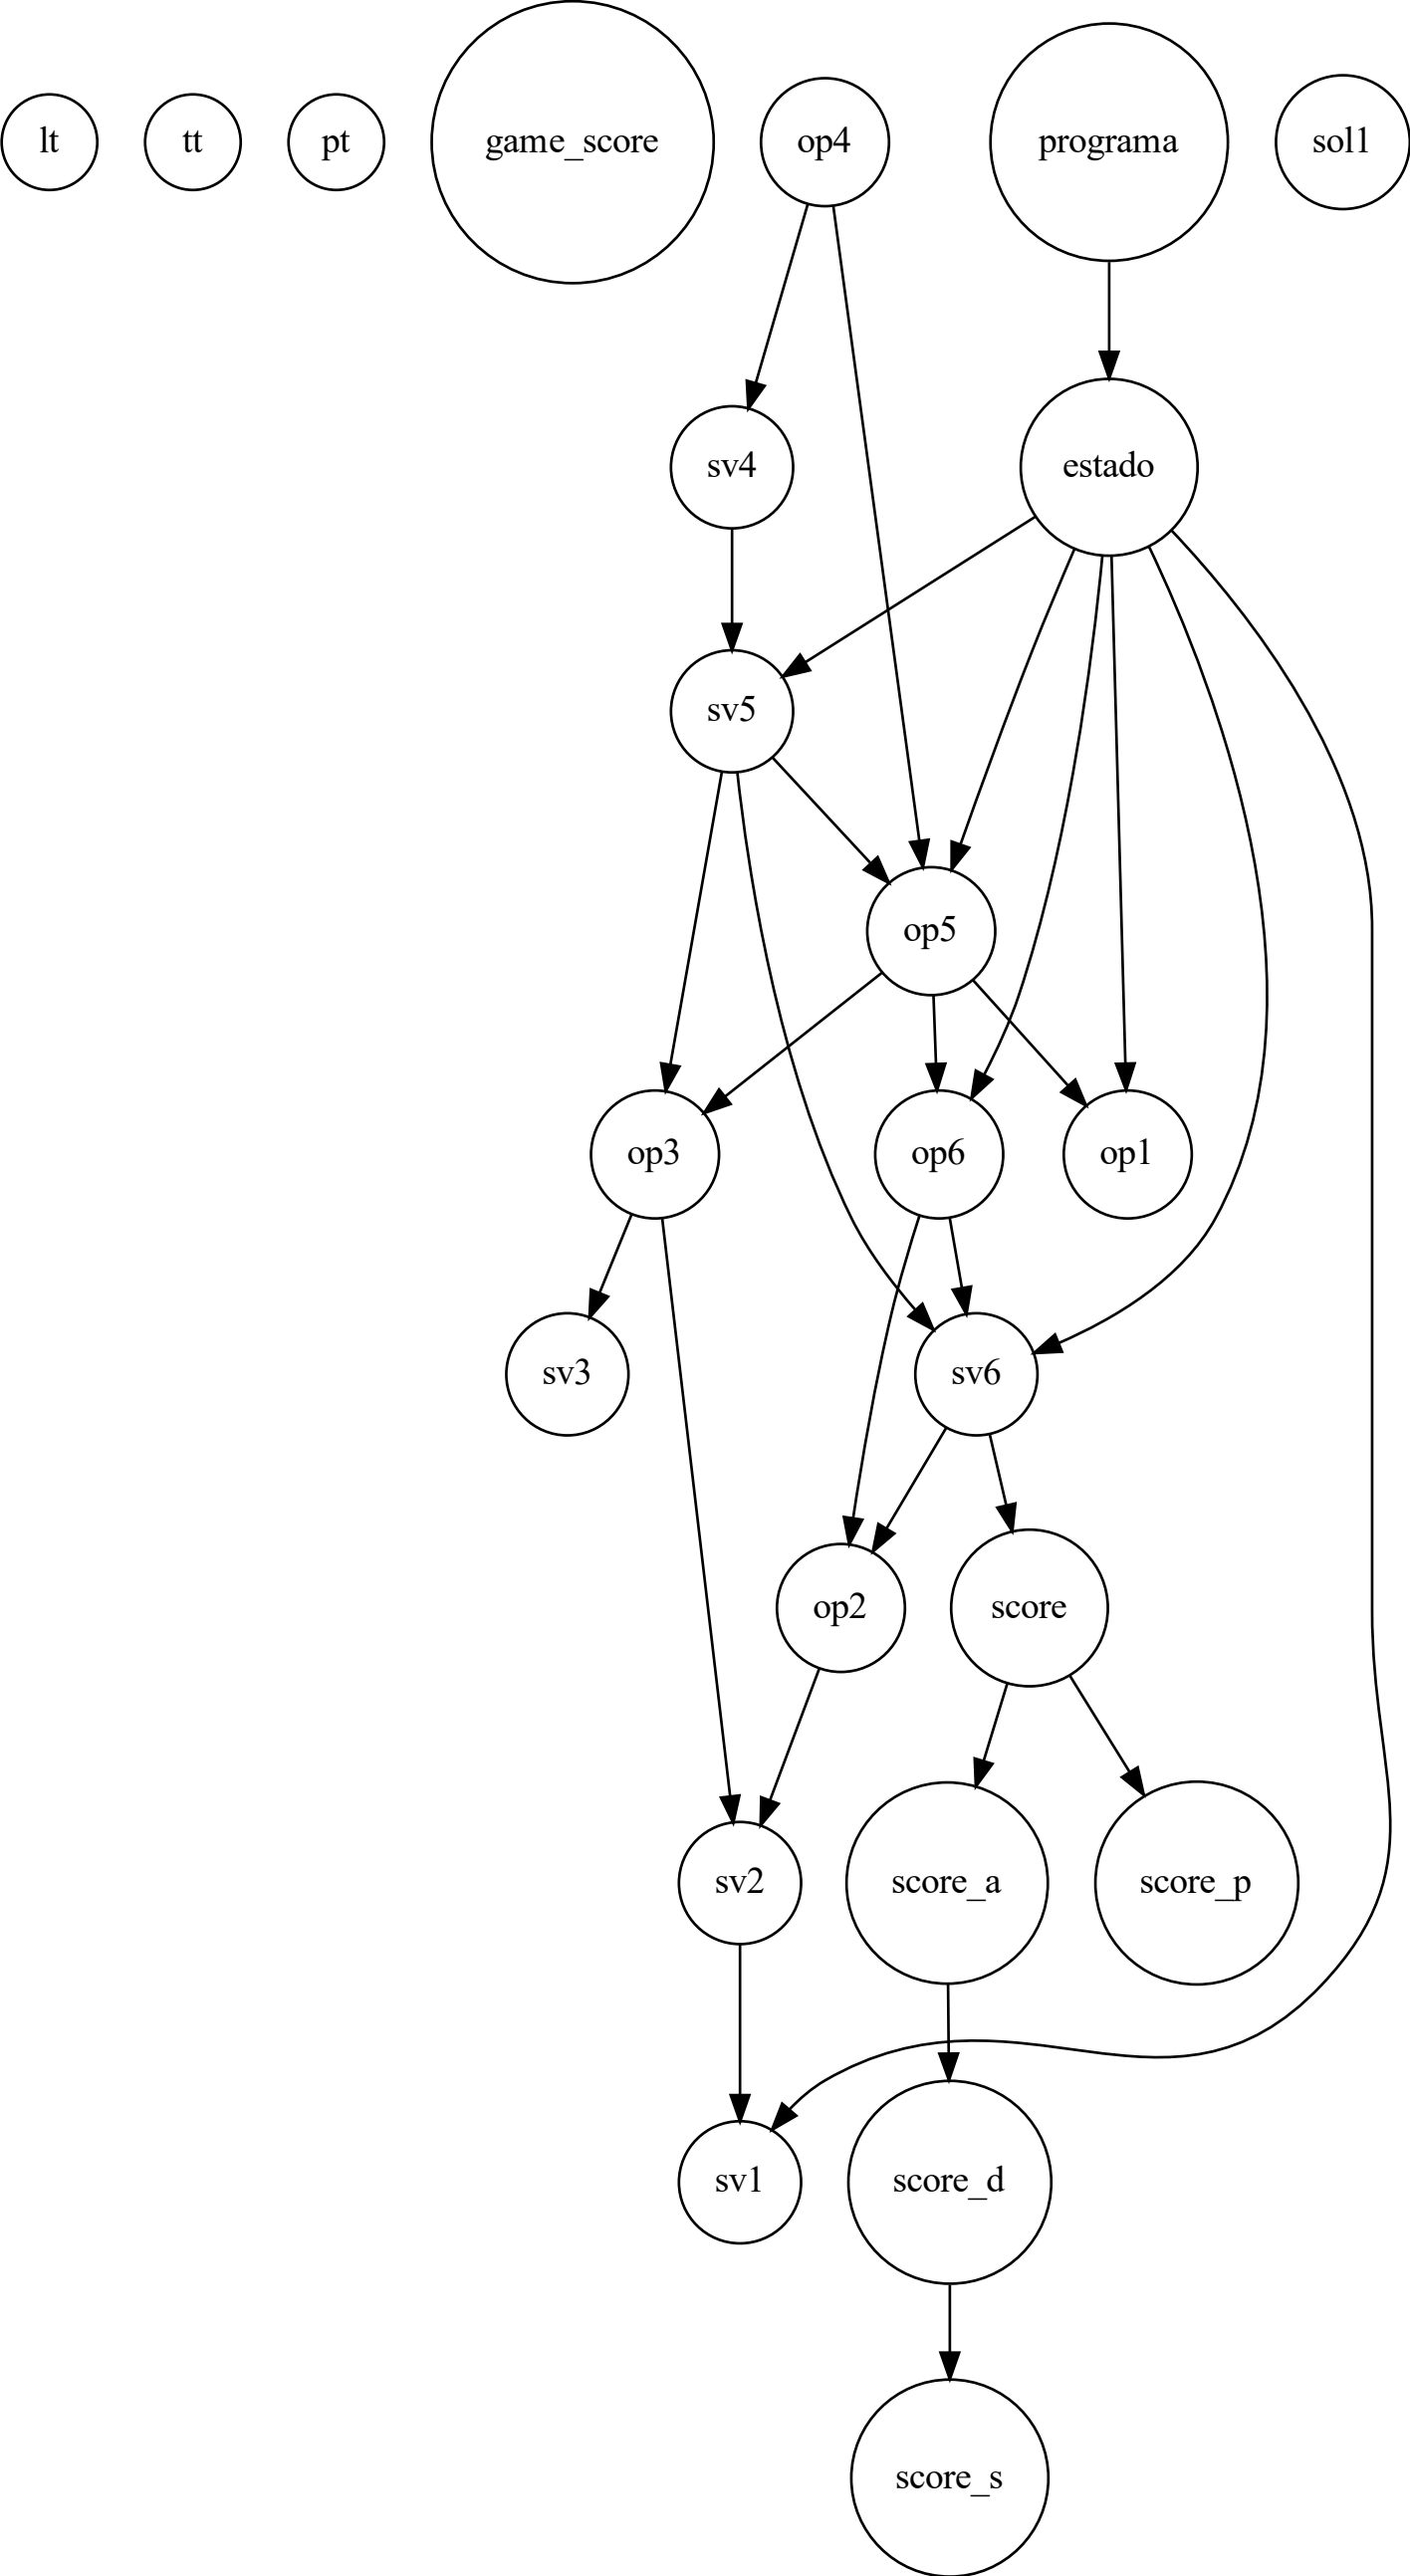 lt
tt
pt
game_score
op4
programa
sol1
sv4
estado
sv5
op5
op3
op6
op1
sv3
sv6
op2
score
sv2
score_a
score_p
sv1
score_d
score_s